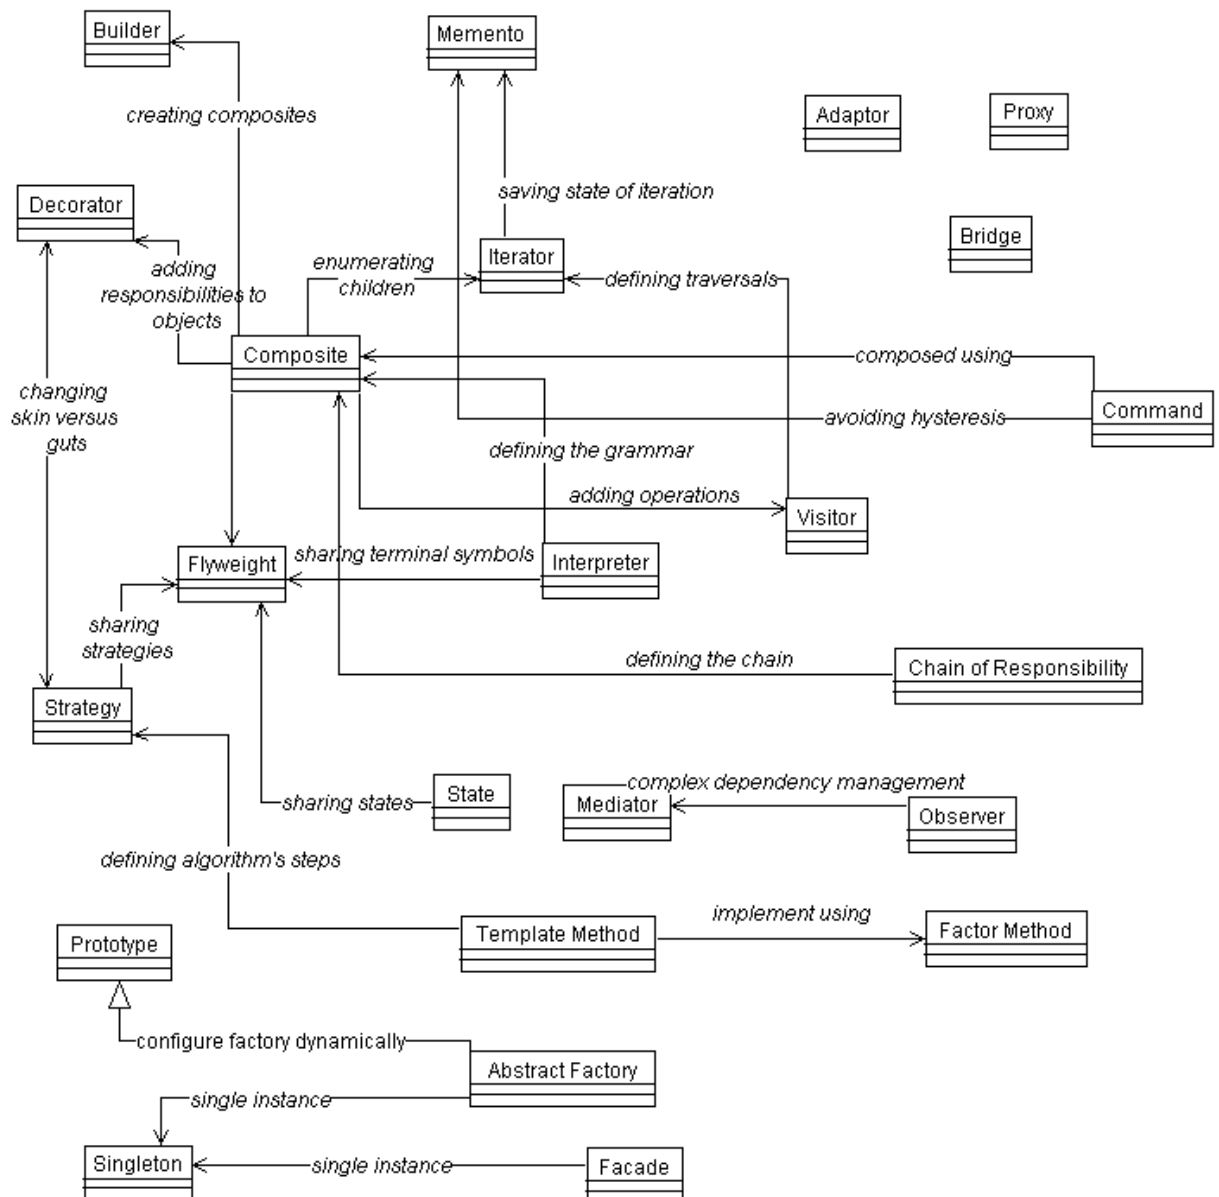 Builder
Memento
Adaptor
Proxy
creating composites
saving state of iteration
Decorator
Bridge
Iterator
enumerating
children
defining traversals
adding
responsibilities to
objects
Composite
composed using
changing
skin versus
guts
Command
avoiding hysteresis
defining the grammar
adding operations
Visitor
Flyweight
sharing terminal symbols
Interpreter
sharing
strategies
defining the chain
Chain of Responsibility
Strategy
State
sharing states
complex dependency management
Mediator
Observer
defining algorithm's steps
implement using
Template Method
Factor Method
Prototype
configure factory dynamically
Abstract Factory
single instance
Singleton
single instance
Facade